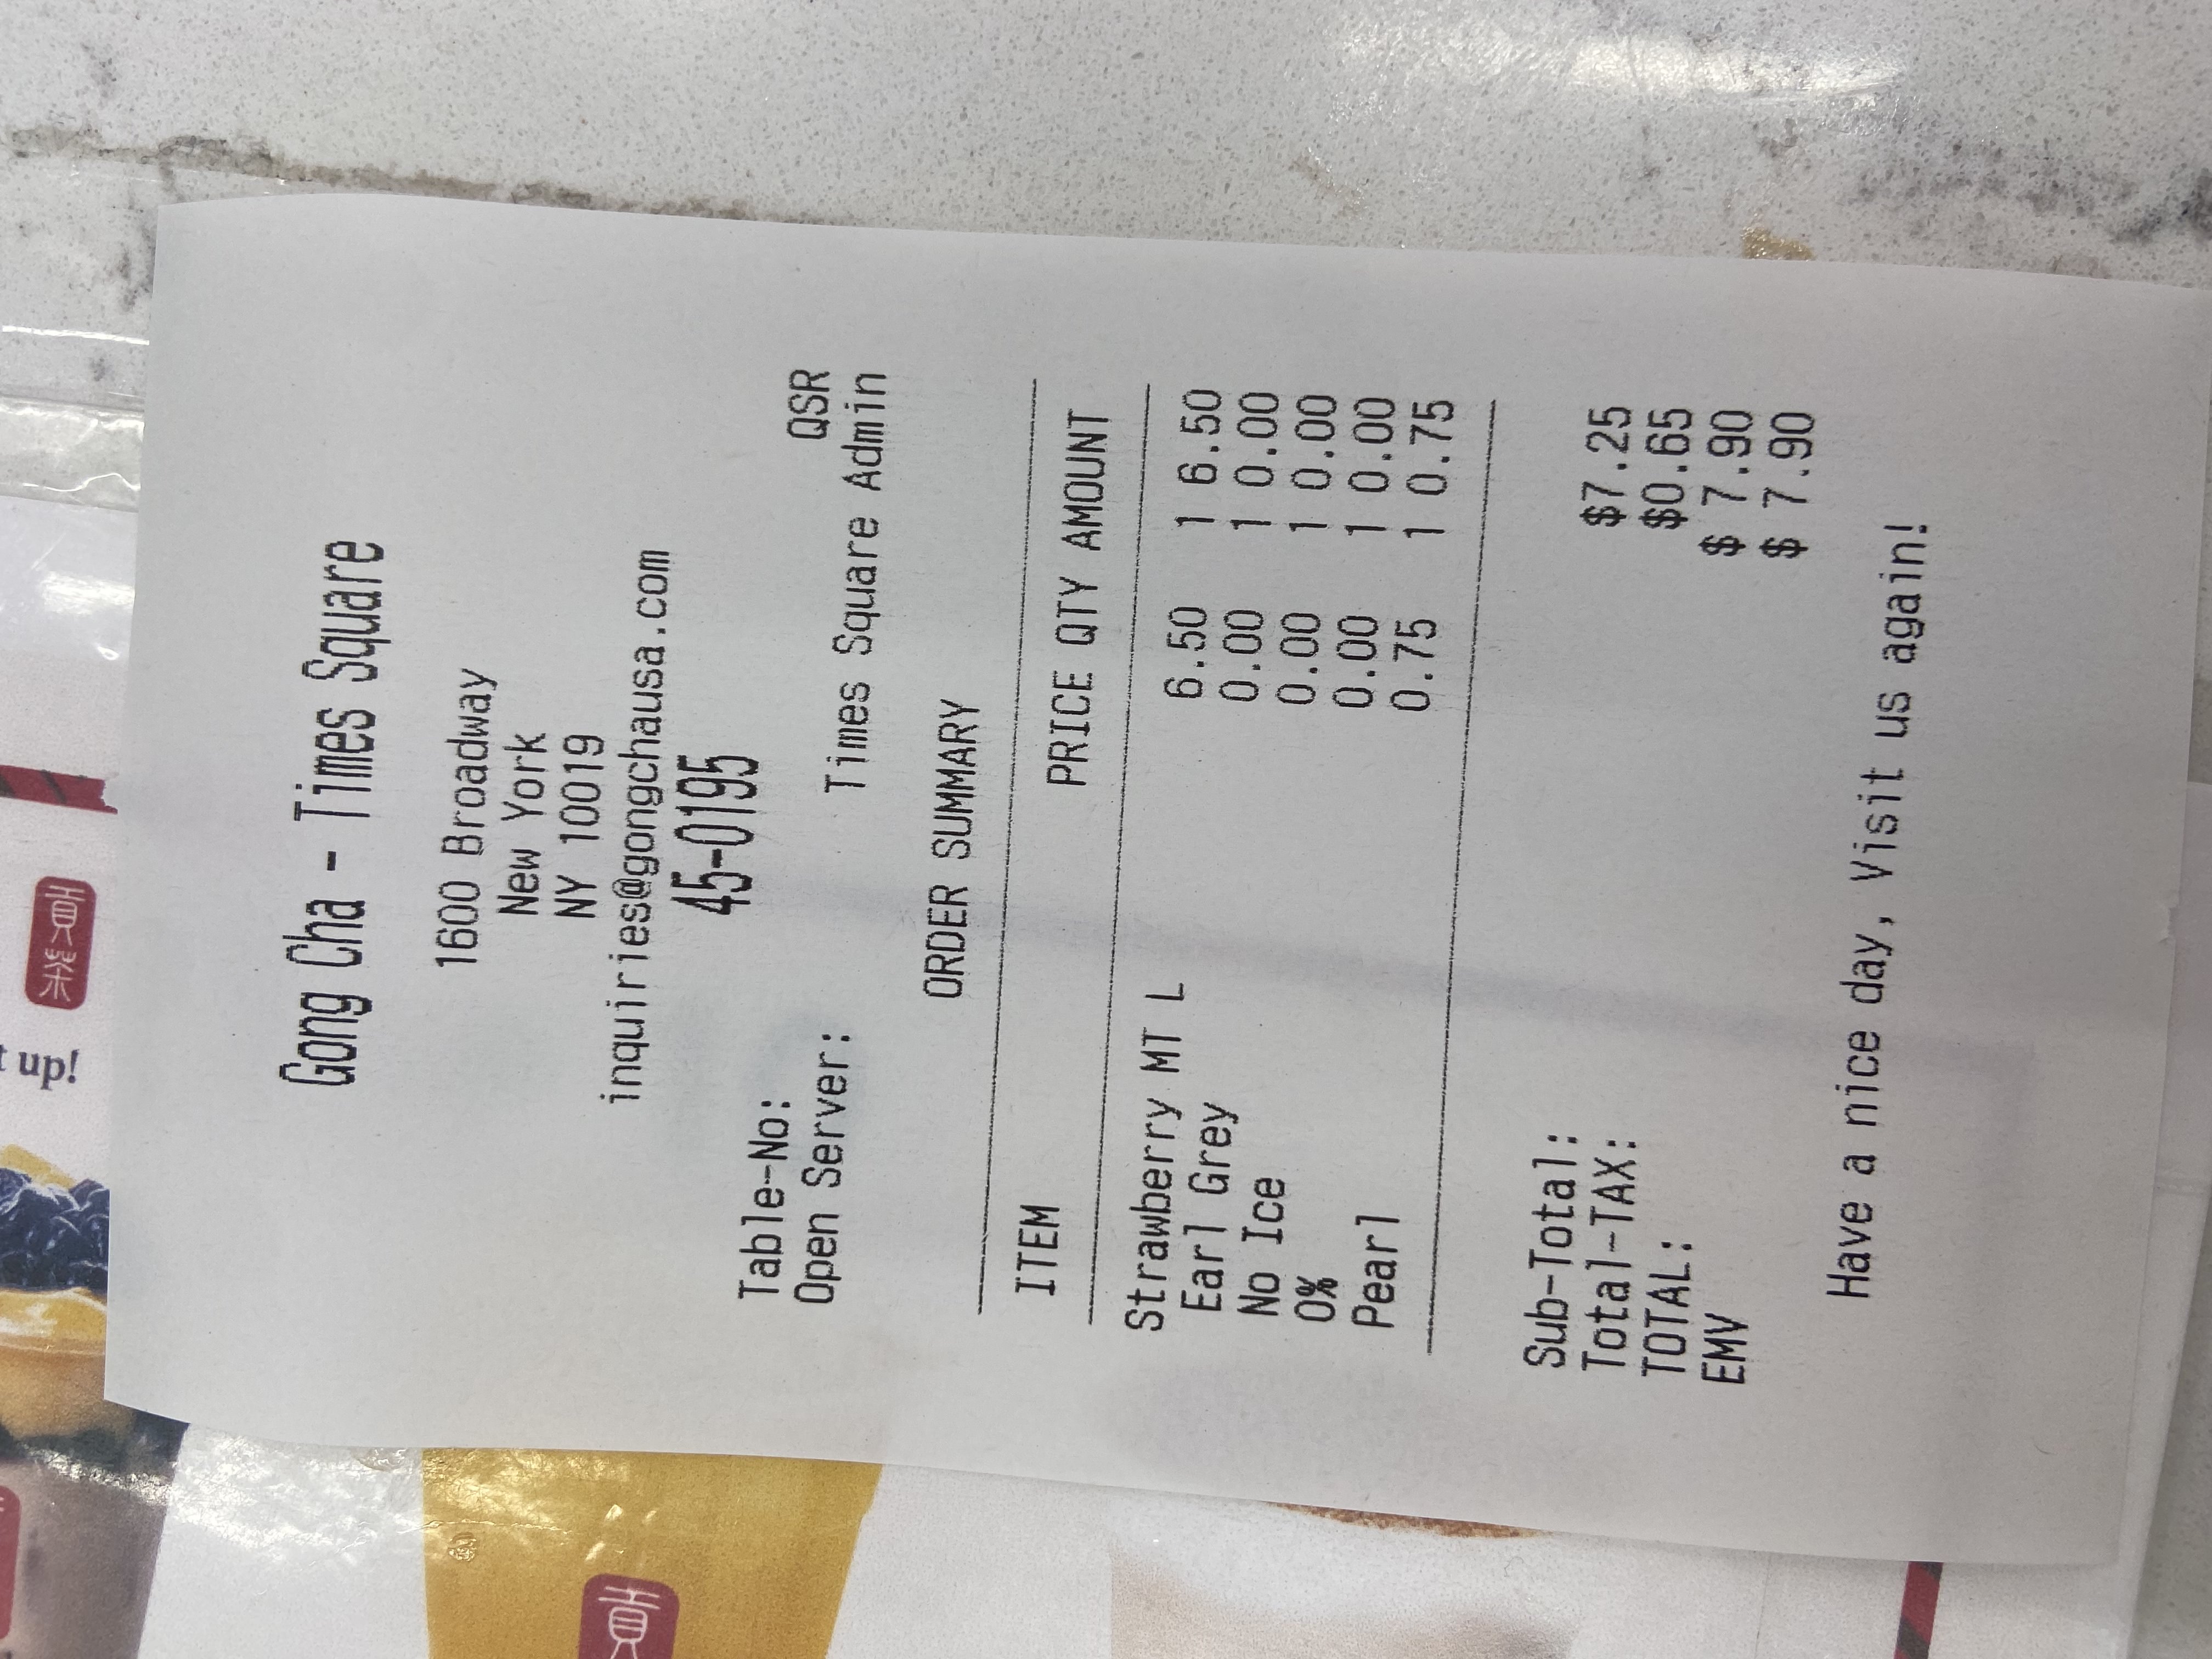 up!
貢茶
貢
Gong Cha - Times Square
1600 Broadway
New York
NY 10019
inquiries@gongchausa.com
45-0195
Table-No: QSR
Open Server: Times Square Admin
ORDER SUMMARY
ITEM PRICE QTY AMOUNT
Strawberry MT L 6.50 1 6.50
Earl Grey 0.00 1 0.00
No Ice 0.00 1 0.00
0% 0.00 1 0.00
Pearl 0.75 1 0.75
Sub-Total: $7.25
Total-TAX: $0.65
TOTAL: $ 7.90
EMV $ 7.90
Have a nice day, Visit us again!